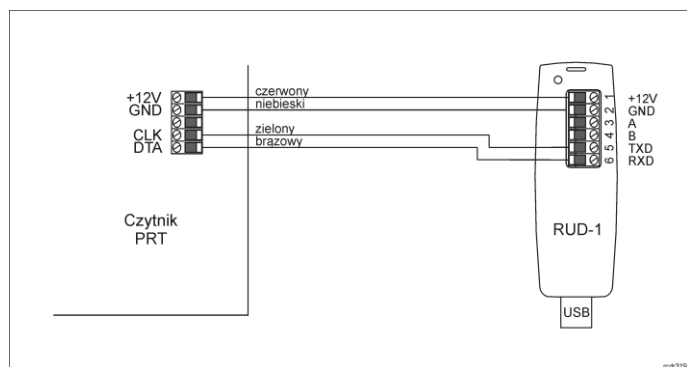 +12V
GND
CLK
DTA
Czytnik
PRT
czerwony
niebieski
zielony
brązowy
1
2
3
4
5
6
+12V
GND
A
B
TXD
RXD
RUD-1
USB